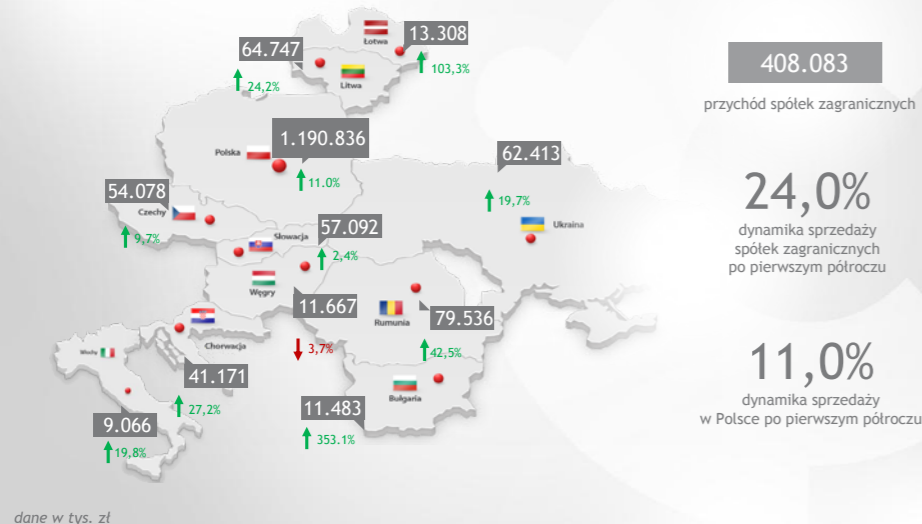 Łotwa
13.308
103,3%
64.747
24,2%
Litwa
408.083
przychód spółek zagranicznych
Polska
1.190.836
11.0%
62.413
19,7%
Ukraina
54.078
Czechy
9,7%
24,0%
dynamika sprzedaży
spółek zagranicznych
po pierwszym półroczu
57.092
Słowacja
2,4%
Węgry
11.667
3,7%
Rumunia
79.536
42,5%
Chorwacja
41.171
27,2%
Włochy
9.066
19,8%
11.483
353.1%
Bułgaria
11,0%
dynamika sprzedaży
w Polsce po pierwszym półroczu
dane w tys. zł